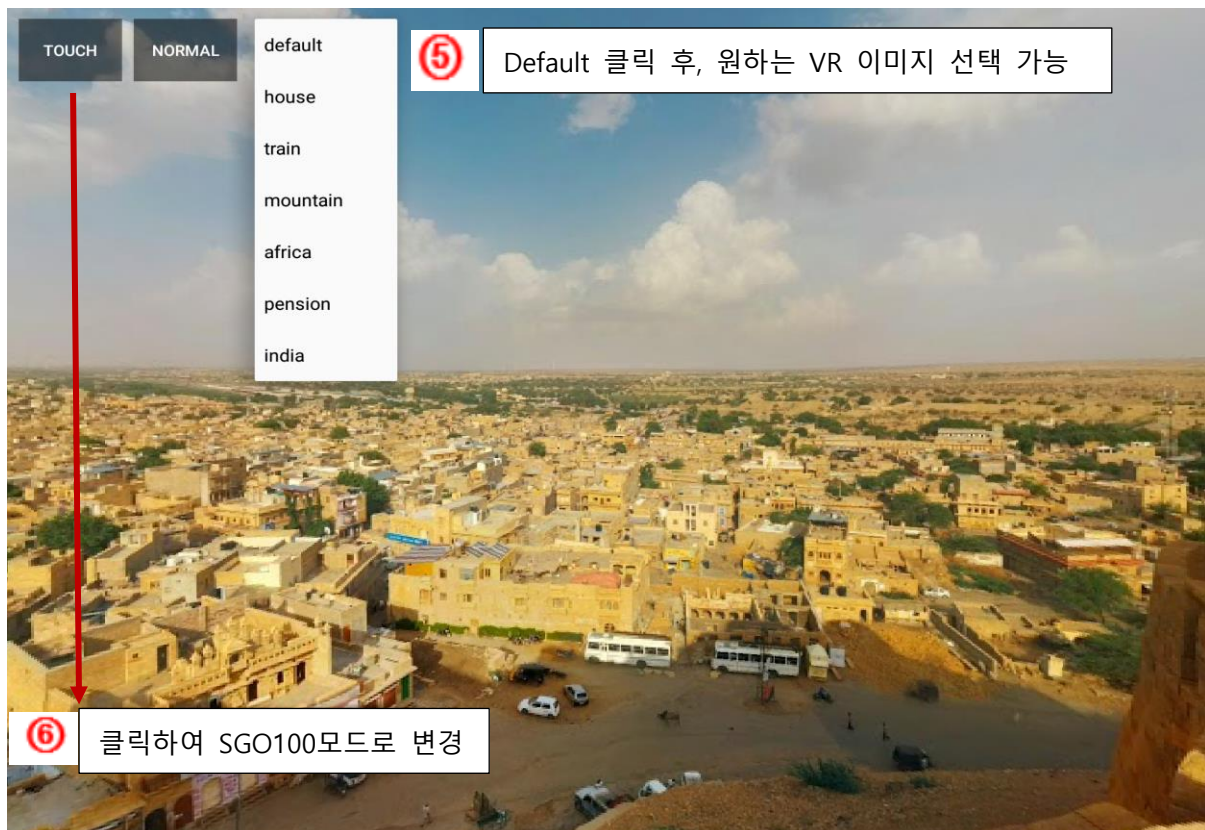 TOUCH
NORMAL
default
house
train
mountain
africa
pension
india
⑤ Default 클릭 후, 원하는 VR 이미지 선택 가능
⑥ 클릭하여 SGO100모드로 변경